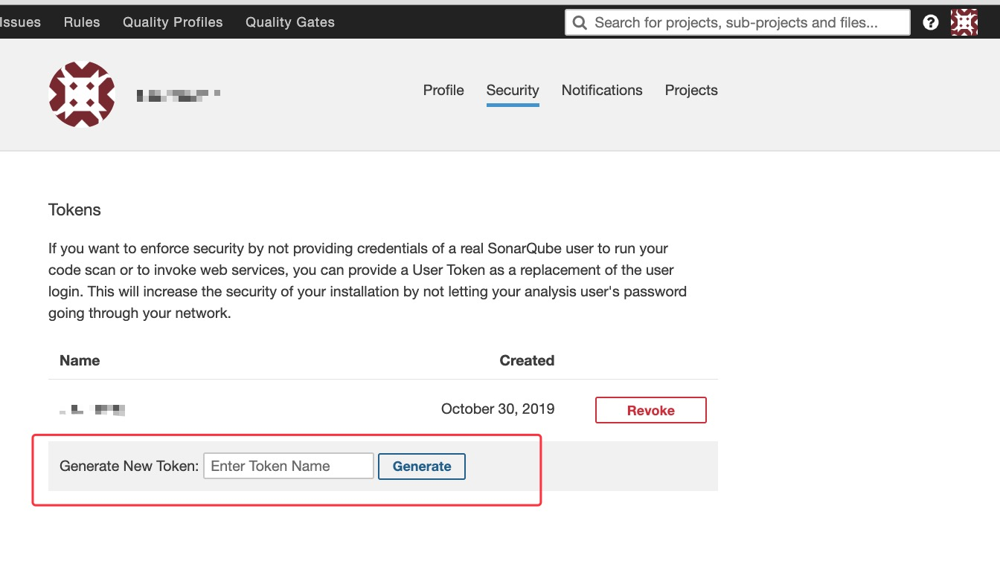 Issues Rules Quality Profiles Quality Gates Search for projects, sub-projects and files... ?
Profile Security Notifications Projects
Tokens
If you want to enforce security by not providing credentials of a real SonarQube user to run your
code scan or to invoke web services, you can provide a User Token as a replacement of the user
login. This will increase the security of your installation by not letting your analysis user's password
going through your network.
Name Created
October 30, 2019 Revoke
Generate New Token: Enter Token Name Generate